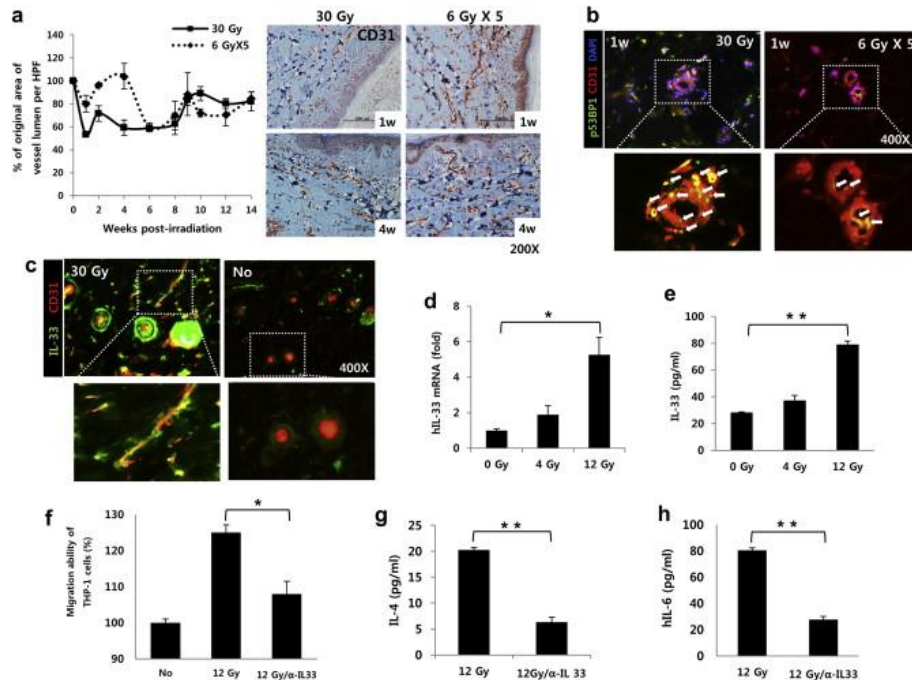 a
30 Gy
6 GyX5
% of original area of
vessel lumen per HPF
140
120
100
80
60
40
20
0
0 2 4 6 8 10 12 14
Weeks post-irradiation
30 Gy
6 Gy X 5
CD31
1w
1w
4w
4w
200X
b
p53BP1 CD31 DAPI
1w
30 Gy
1w
6 Gy X 5
400X
c
IL-33 CD31
30 Gy
No
400X
d
hIL-33 mRNA (fold)
8
6
4
2
0
*
0 Gy 4 Gy 12 Gy
e
IL-33 (pg/ml)
100
80
60
40
20
0
* *
0 Gy 4 Gy 12 Gy
f
Migration ability of
THP-1 cells (%)
130
120
110
100
90
*
No 12 Gy 12 Gy/α-IL33
g
IL-4 (pg/ml)
25
20
15
10
5
0
* *
12 Gy 12Gy/α-IL 33
h
hIL-6 (pg/ml)
100
80
60
40
20
0
* *
12 Gy 12 Gy/α-IL33